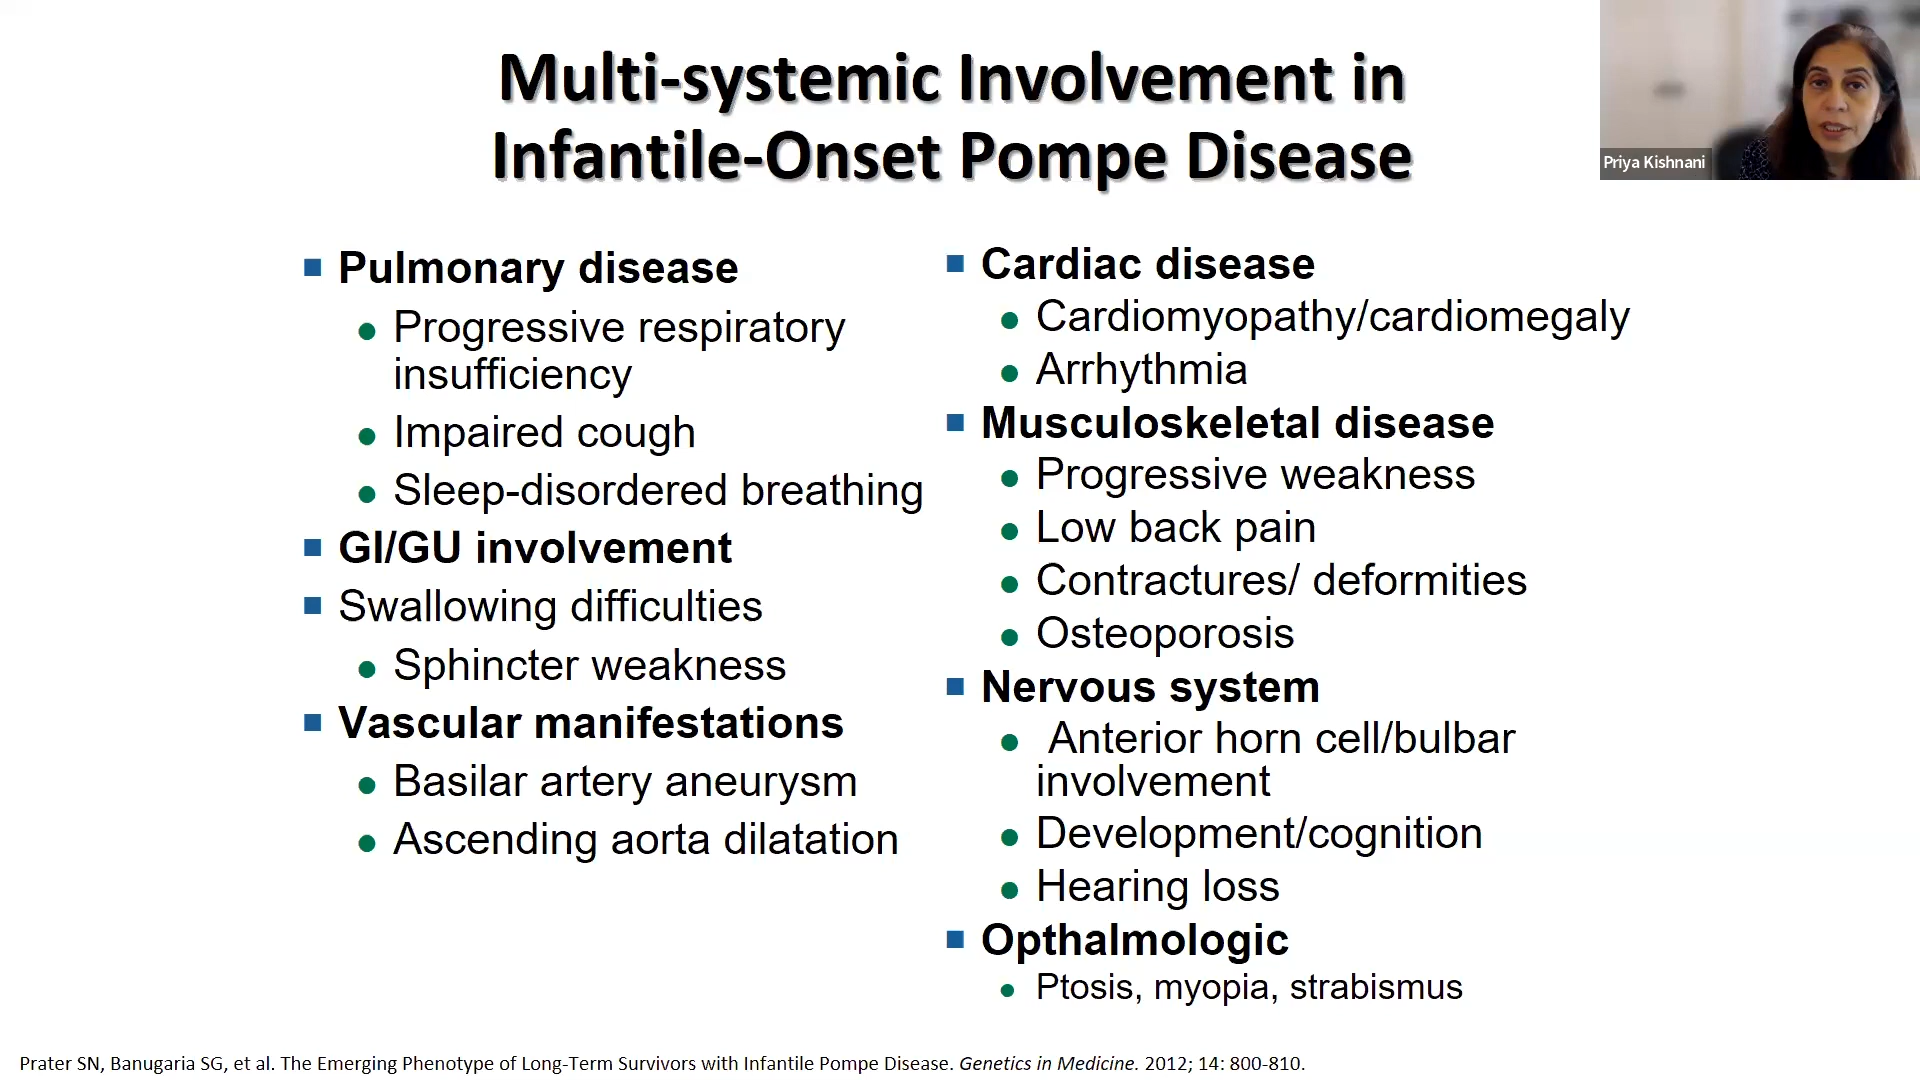 Multi-systemic Involvement in
Infantile-Onset Pompe Disease
Priya Kishnani
Pulmonary disease
Progressive respiratory
insufficiency
Impaired cough
Sleep-disordered breathing
GI/GU involvement
Swallowing difficulties
Sphincter weakness
Vascular manifestations
Basilar artery aneurysm
Ascending aorta dilatation
Cardiac disease
Cardiomyopathy/cardiomegaly
Arrhythmia
Musculoskeletal disease
Progressive weakness
Low back pain
Contractures/ deformities
Osteoporosis
Nervous system
Anterior horn cell/bulbar
involvement
Development/cognition
Hearing loss
Opthalmologic
Ptosis, myopia, strabismus
Prater SN, Banugaria SG, et al. The Emerging Phenotype of Long-Term Survivors with Infantile Pompe Disease. Genetics in Medicine. 2012; 14: 800-810.